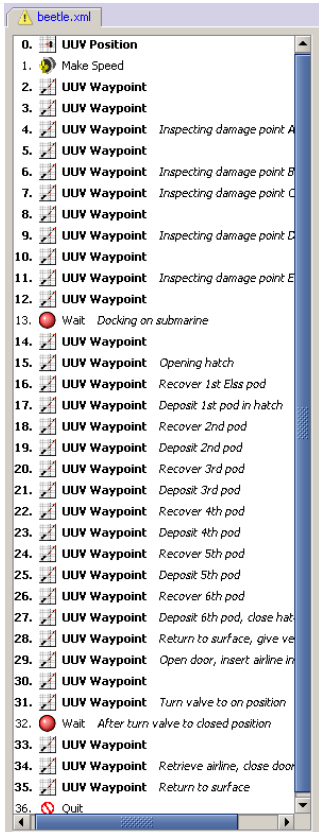 beetle.xml
0. UUV Position
1. Make Speed
2. UUV Waypoint
3. UUV Waypoint
4. UUV Waypoint Inspecting damage point A
5. UUV Waypoint
6. UUV Waypoint Inspecting damage point B
7. UUV Waypoint Inspecting damage point C
8. UUV Waypoint
9. UUV Waypoint Inspecting damage point D
10. UUV Waypoint
11. UUV Waypoint Inspecting damage point E
12. UUV Waypoint
13. Wait Docking on submarine
14. UUV Waypoint
15. UUV Waypoint Opening hatch
16. UUV Waypoint Recover 1st Elss pod
17. UUV Waypoint Deposit 1st pod in hatch
18. UUV Waypoint Recover 2nd pod
19. UUV Waypoint Deposit 2nd pod
20. UUV Waypoint Recover 3rd pod
21. UUV Waypoint Deposit 3rd pod
22. UUV Waypoint Recover 4th pod
23. UUV Waypoint Deposit 4th pod
24. UUV Waypoint Recover 5th pod
25. UUV Waypoint Deposit 5th pod
26. UUV Waypoint Recover 6th pod
27. UUV Waypoint Deposit 6th pod, close hat
28. UUV Waypoint Return to surface, give ve
29. UUV Waypoint Open door, insert airline in
30. UUV Waypoint
31. UUV Waypoint Turn valve to on position
32. Wait After turn valve to closed position
33. UUV Waypoint
34. UUV Waypoint Retrieve airline, close door
35. UUV Waypoint Return to surface
36. Quit